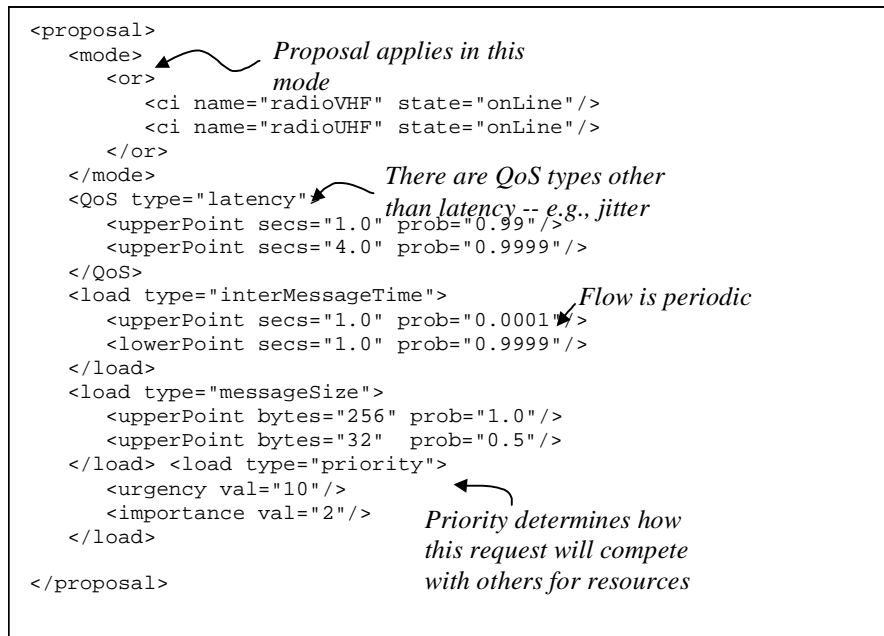 <proposal>
<mode>
Proposal applies in this
mode
<or>
<ci name="radioVHF" state="onLine"/>
<ci name="radioUHF" state="onLine"/>
</or>
</mode>
There are QoS types other
than latency -- e.g., jitter
<QoS type="latency">
<upperPoint secs="1.0" prob="0.99"/>
<upperPoint secs="4.0" prob="0.9999"/>
</QoS>
<load type="interMessageTime">
Flow is periodic
<upperPoint secs="1.0" prob="0.0001"/>
<lowerPoint secs="1.0" prob="0.9999"/>
</load>
<load type="messageSize">
<upperPoint bytes="256" prob="1.0"/>
<upperPoint bytes="32" prob="0.5"/>
</load> <load type="priority">
<urgency val="10"/>
<importance val="2"/>
</load>
Priority determines how
this request will compete
with others for resources
</proposal>